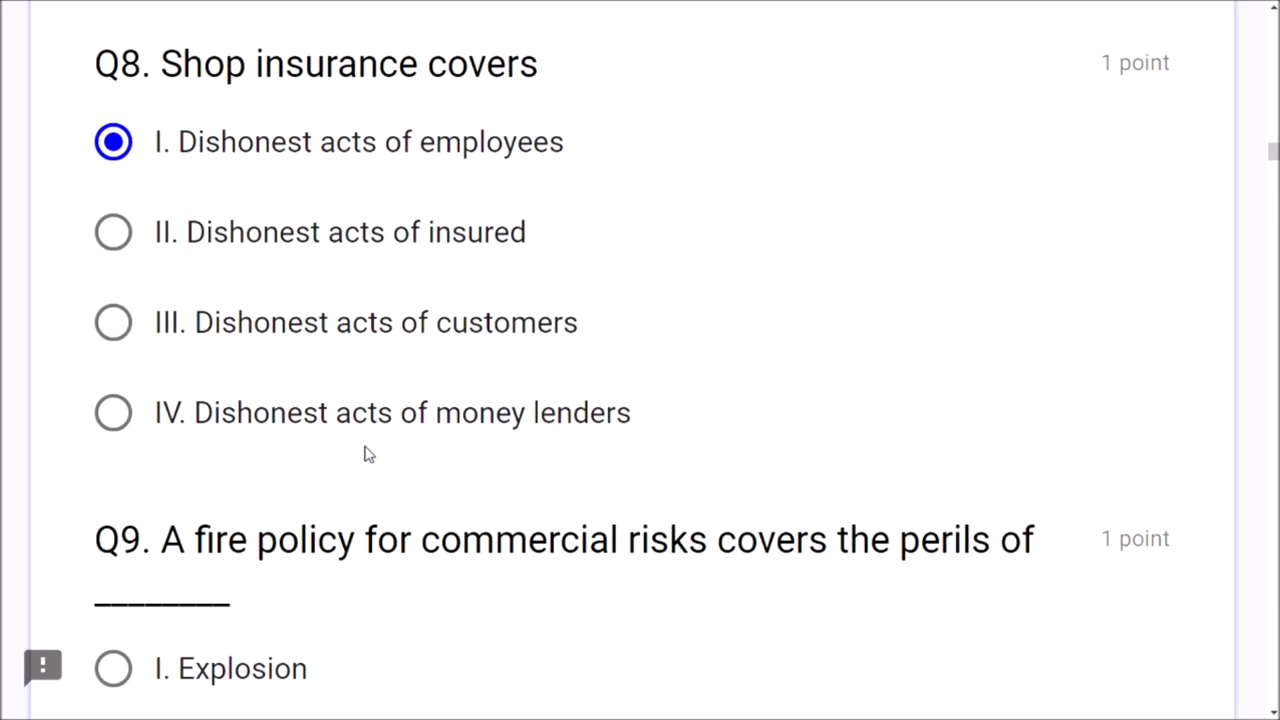 Q8. Shop insurance covers
1 point
I. Dishonest acts of employees
II. Dishonest acts of insured
III. Dishonest acts of customers
IV. Dishonest acts of money lenders
Q9. A fire policy for commercial risks covers the perils of
1 point
________
I. Explosion